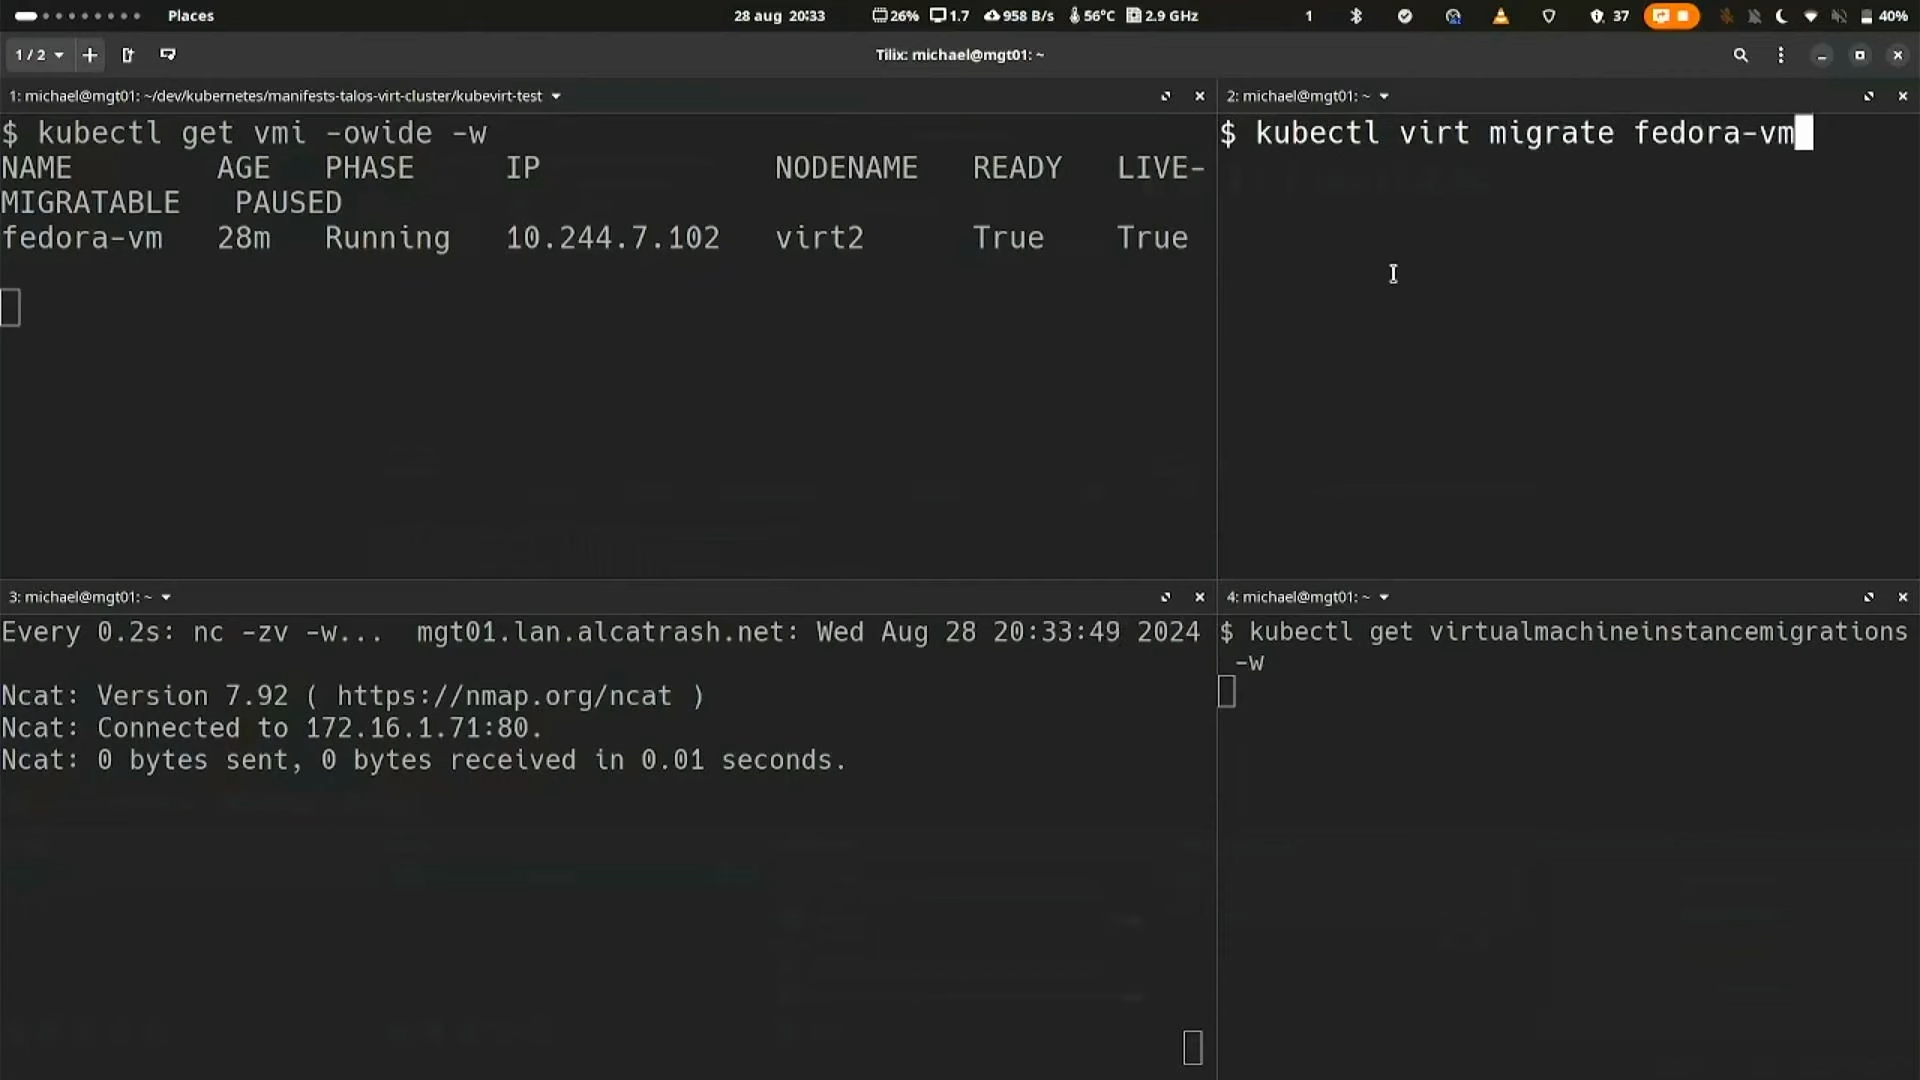 Places
28 aug 20:33
26% 1.7 958 B/s 56°C 2.9 GHz
1
37
40%
1 / 2
Tilix: michael@mgt01: ~
1: michael@mgt01: ~/dev/kubernetes/manifests-talos-virt-cluster/kubevirt-test
$ kubectl get vmi -owide -w
NAME AGE PHASE IP NODENAME READY LIVE-
MIGRATABLE PAUSED
fedora-vm 28m Running 10.244.7.102 virt2 True True
2: michael@mgt01: ~
$ kubectl virt migrate fedora-vm
3: michael@mgt01: ~
Every 0.2s: nc -zv -w... mgt01.lan.alcatrash.net: Wed Aug 28 20:33:49 2024
Ncat: Version 7.92 ( https://nmap.org/ncat )
Ncat: Connected to 172.16.1.71:80.
Ncat: 0 bytes sent, 0 bytes received in 0.01 seconds.
4: michael@mgt01: ~
$ kubectl get virtualmachineinstancemigrations
-w